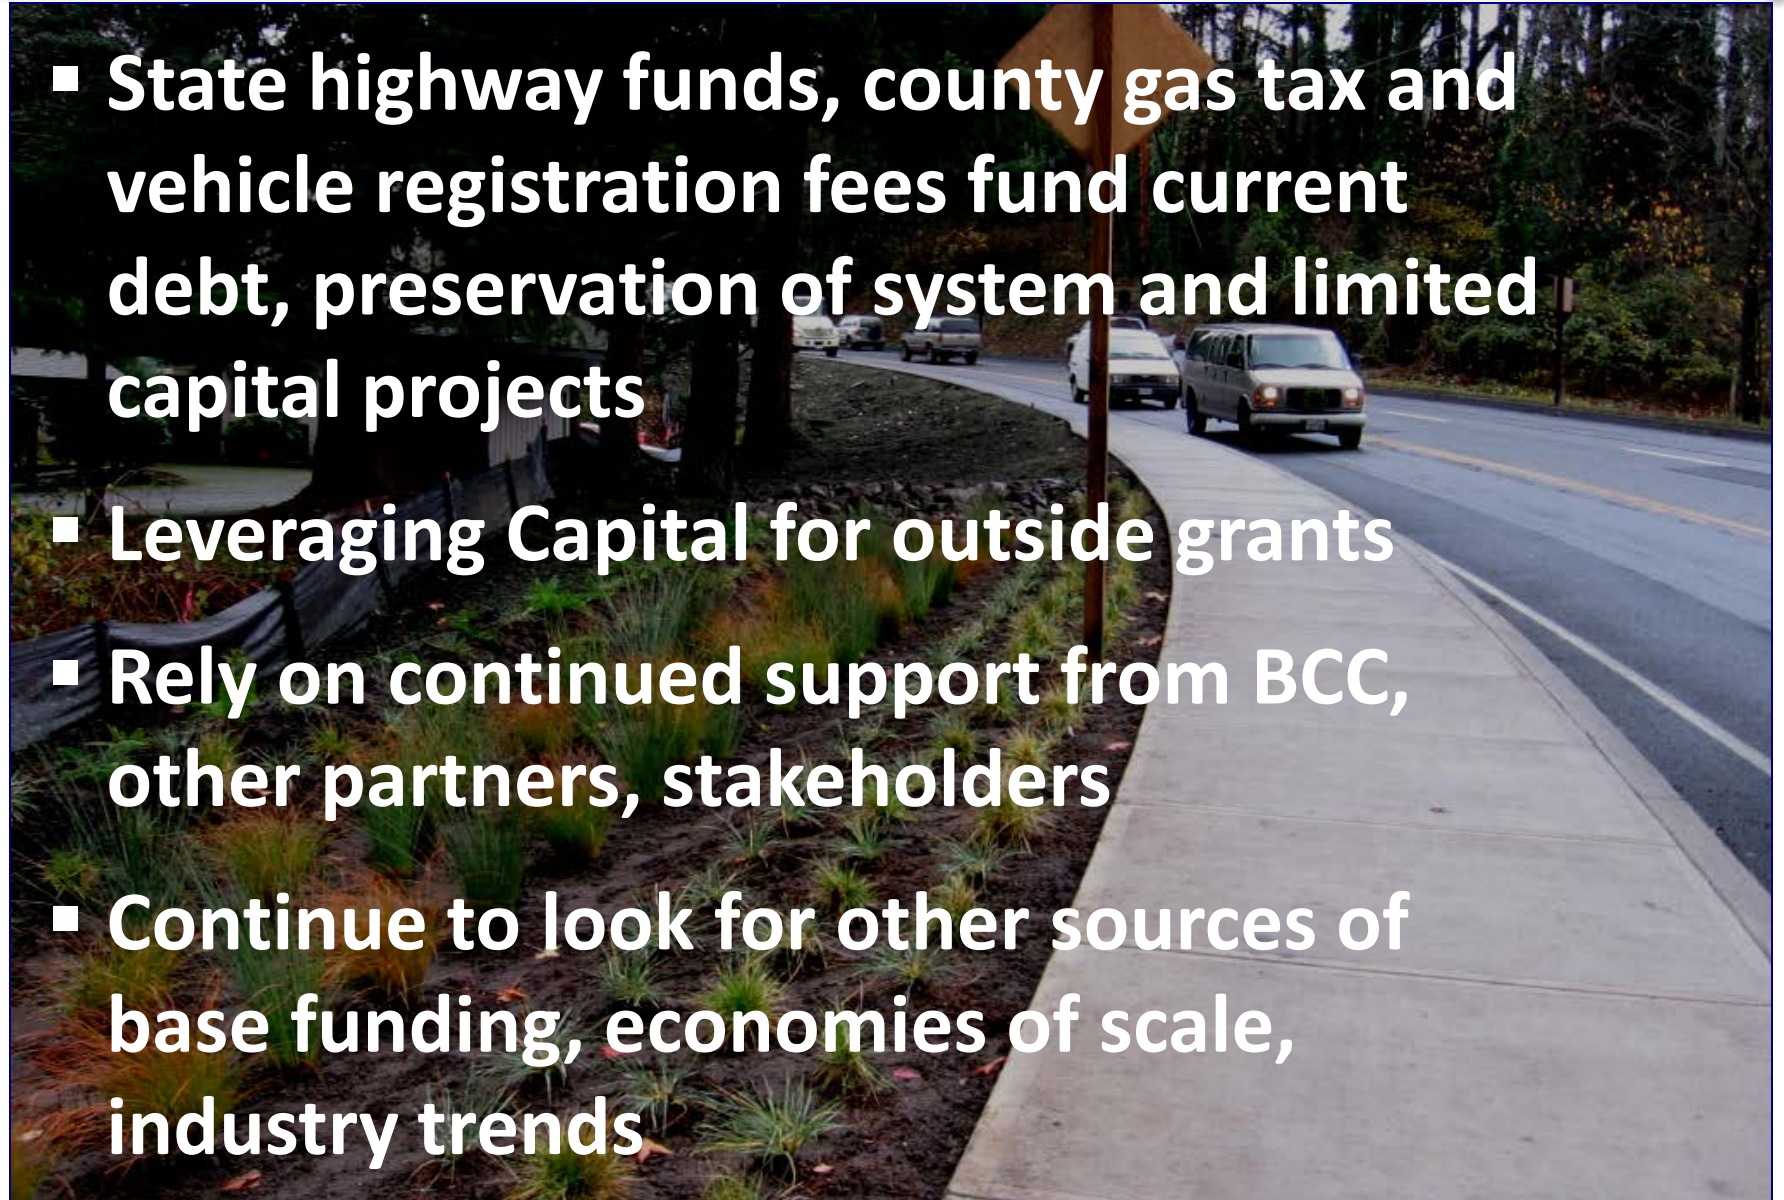 ▪ State highway funds, county gas tax and
vehicle registration fees fund current
debt, preservation of system and limited
capital projects
▪ Leveraging Capital for outside grants
▪ Rely on continued support from BCC,
other partners, stakeholders
▪ Continue to look for other sources of
base funding, economies of scale,
industry trends